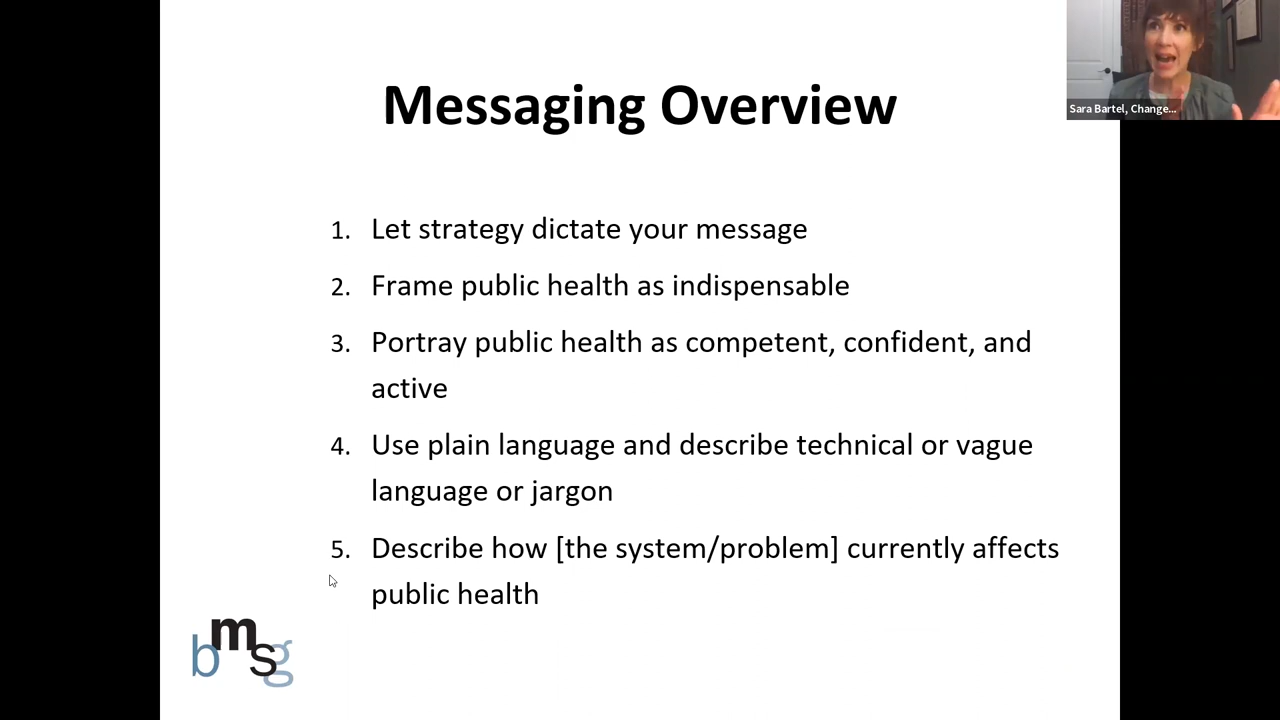 Messaging Overview
Sara Bartel, Change...
1. Let strategy dictate your message
2. Frame public health as indispensable
3. Portray public health as competent, confident, and
active
4. Use plain language and describe technical or vague
language or jargon
5. Describe how [the system/problem] currently affects
public health
bmsg